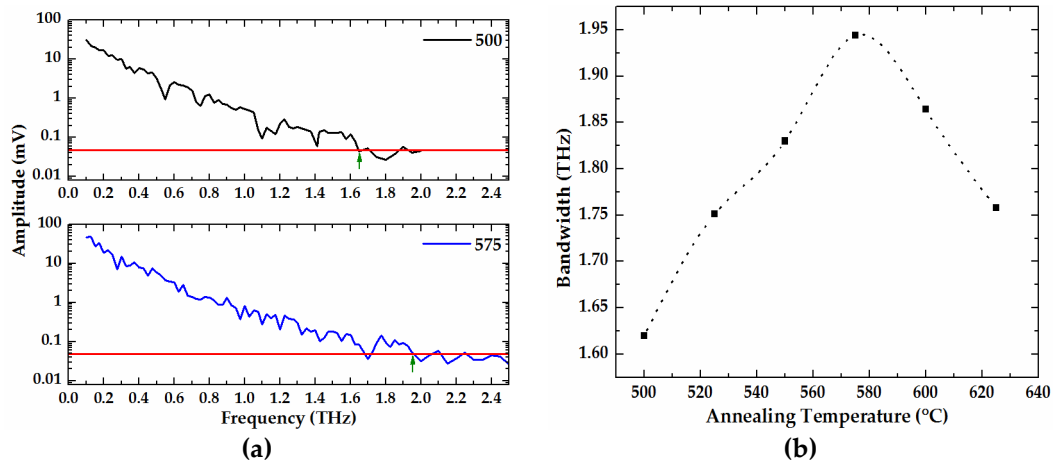 100
10
1
0.1
0.01
500
0.0 0.2 0.4 0.6 0.8 1.0 1.2 1.4 1.6 1.8 2.0 2.2 2.4
Amplitude (mV)
100
10
1
0.1
0.01
575
0.0 0.2 0.4 0.6 0.8 1.0 1.2 1.4 1.6 1.8 2.0 2.2 2.4
Frequency (THz)
(a)
1.95
1.90
1.85
1.80
1.75
1.70
1.65
1.60
Bandwidth (THz)
500 520 540 560 580 600 620 640
Annealing Temperature (°C)
(b)